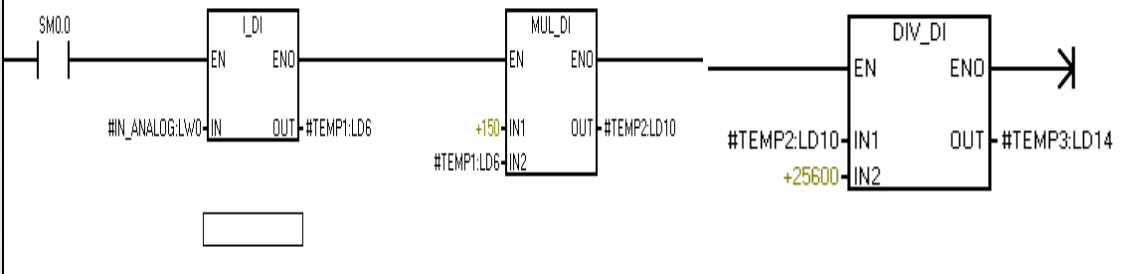 SM0.0
I_DI
EN ENO
#IN_ANALOG:LW0 IN OUT #TEMP1:LD6
MUL_DI
EN ENO
+150 IN1 OUT #TEMP2:LD10
#TEMP1:LD6 IN2
DIV_DI
EN ENO
#TEMP2:LD10 IN1 OUT #TEMP3:LD14
+25600 IN2